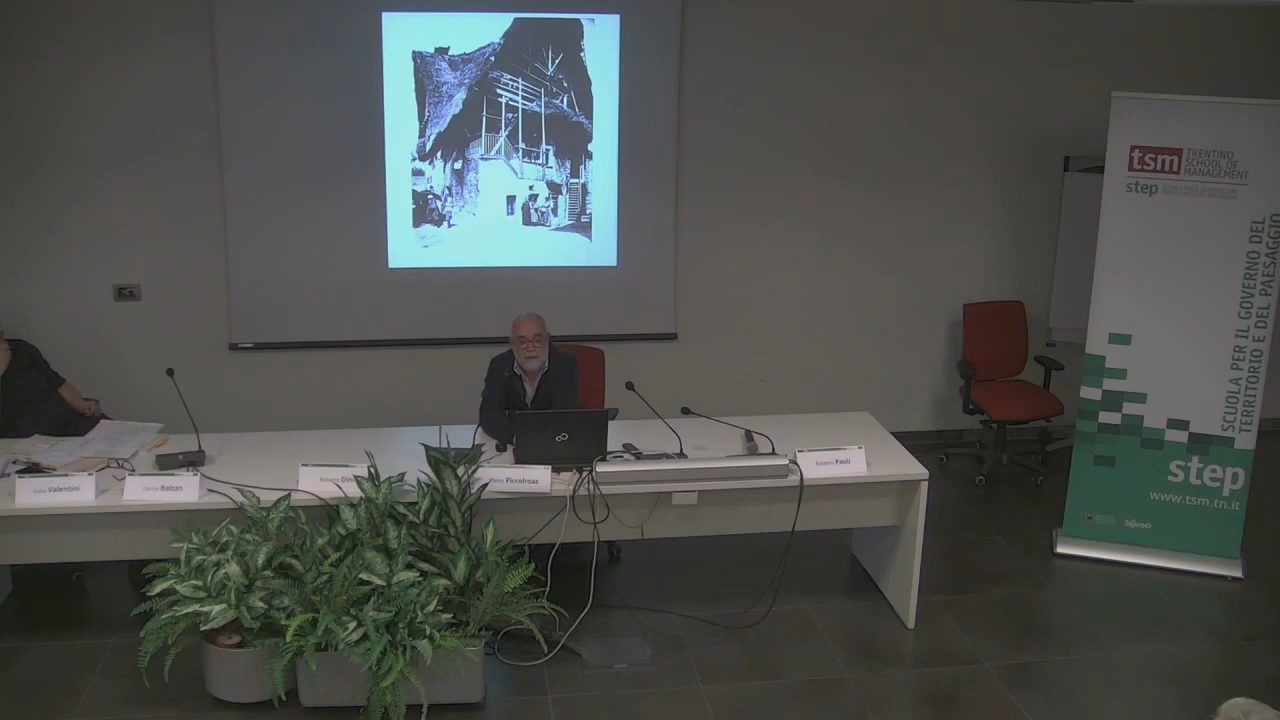 tsm
TRENTINO
SCHOOL OF
MANAGEMENT
step
SCUOLA PER IL GOVERNO DEL
TERRITORIO E DEL PAESAGGIO
step
www.tsm.tn.it
Valentini
Balzan
Piccolroaz
Roberto Paoli